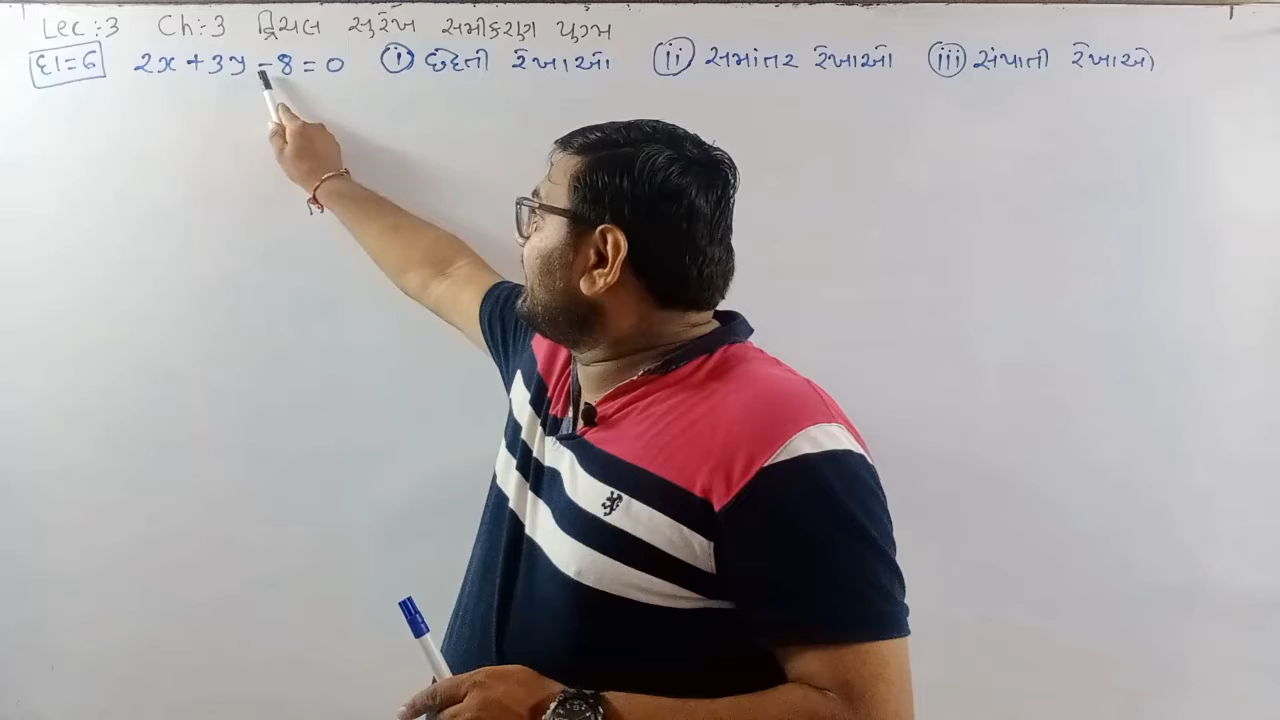 Lec :3 Ch:3 દ્વિચલ સુરેખ સમીકરણ યુગ્મ
દા=6 2x+3y-8=0 (i) છેદતી રેખાઓ (ii) સમાંતર રેખાઓ (iii) સંપાતી રેખાઓ